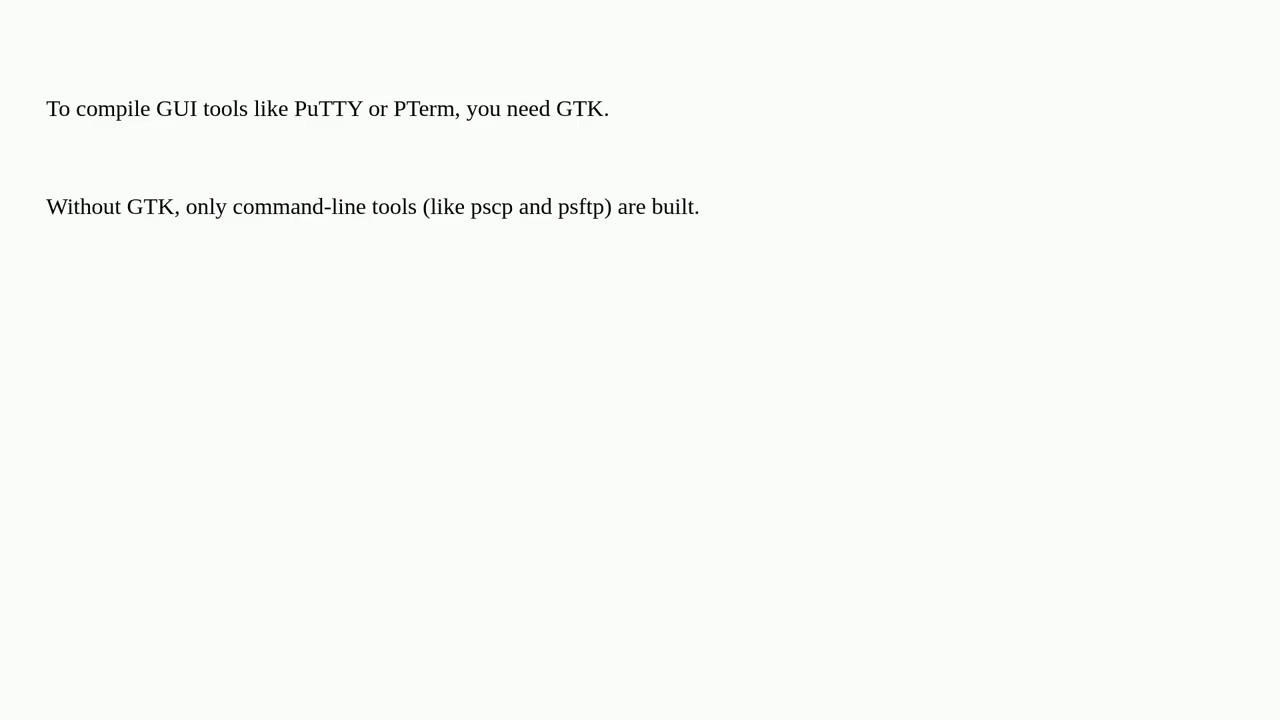 To compile GUI tools like PuTTY or PTerm, you need GTK.
Without GTK, only command-line tools (like pscp and psftp) are built.